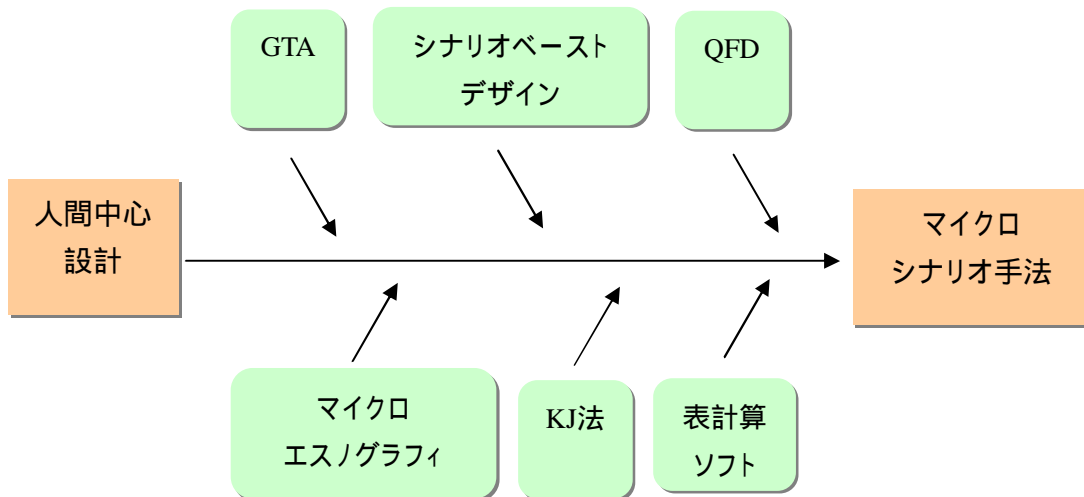 GTA
シナリオベースト
デザイン
QFD
人間中心
設計
マイクロ
シナリオ手法
マイクロ
エスノグラフィ
KJ法
表計算
ソフト